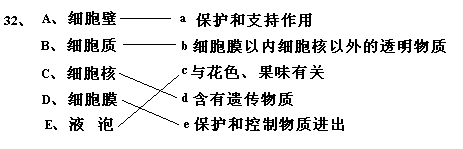 32、 A、细胞壁 a 保护和支持作用
B、细胞质 b 细胞膜以内细胞核以外的透明物质
C、细胞核 c 与花色、果味有关
D、细胞膜 d 含有遗传物质
E、液 泡 e 保护和控制物质进出